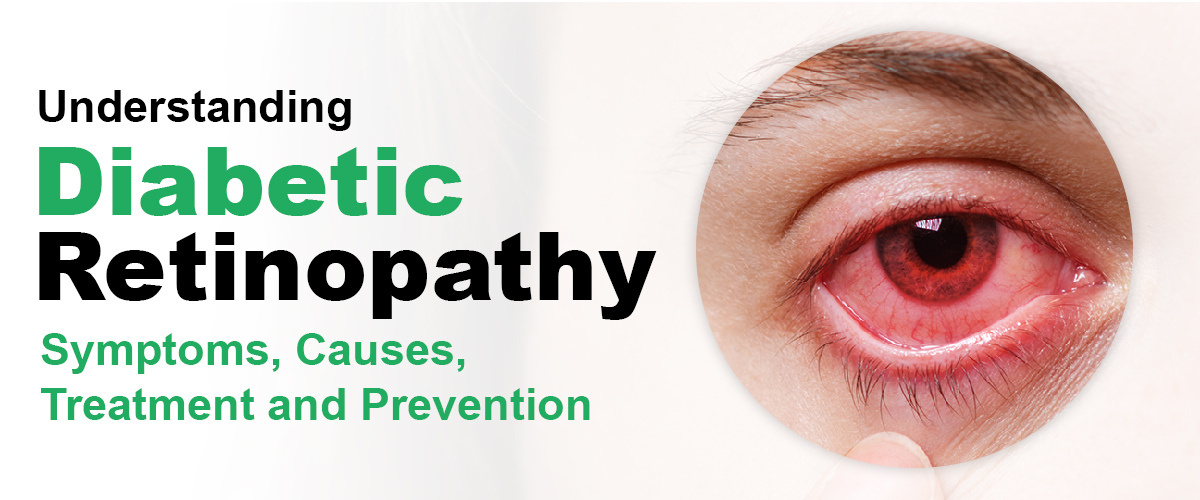 Understanding
Diabetic
Retinopathy
Symptoms, Causes,
Treatment and Prevention